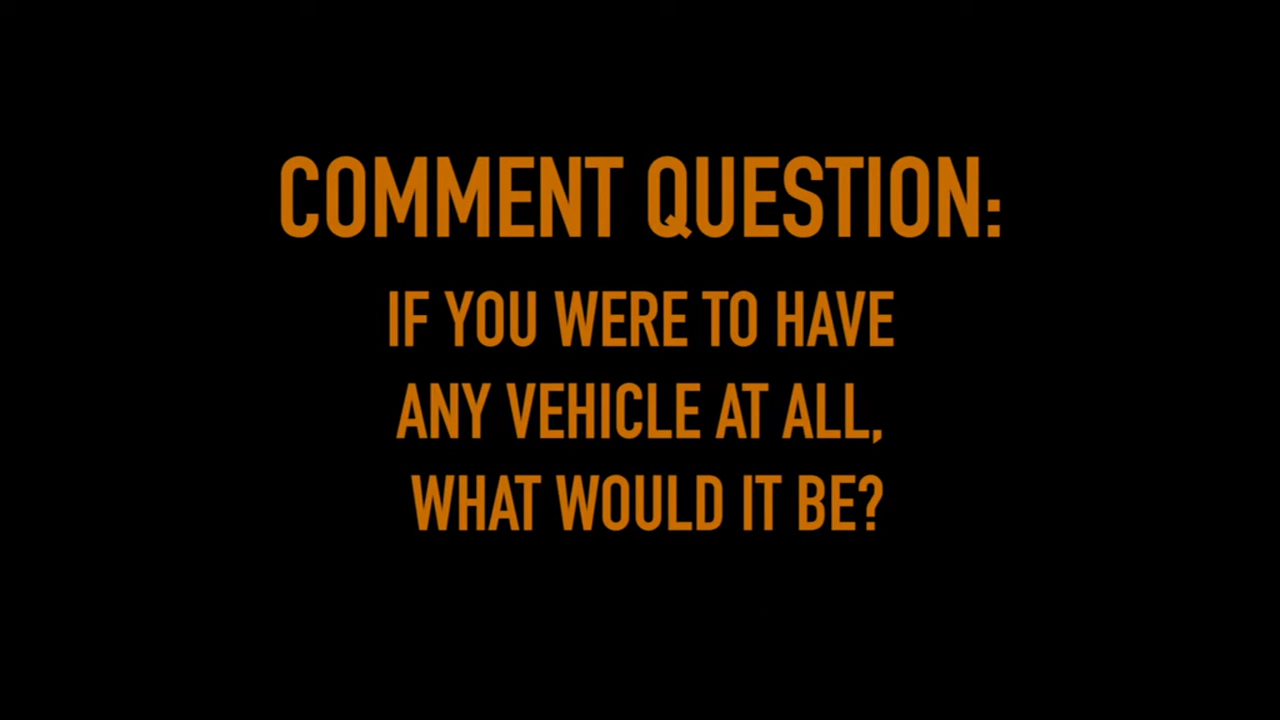 COMMENT QUESTION:
IF YOU WERE TO HAVE
ANY VEHICLE AT ALL,
WHAT WOULD IT BE?